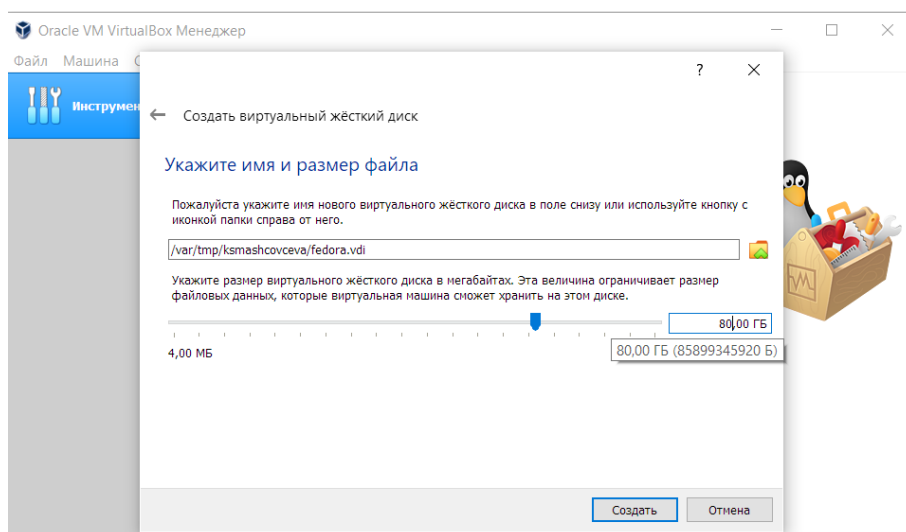 Oracle VM VirtualBox Менеджер
Файл Машина
Инструмен
?
Создать виртуальный жёсткий диск
Укажите имя и размер файла
Пожалуйста укажите имя нового виртуального жёсткого диска в поле снизу или используйте кнопку с
иконкой папки справа от него.
/var/tmp/ksmashcovceva/fedora.vdi
Укажите размер виртуального жёсткого диска в мегабайтах. Эта величина ограничивает размер
файловых данных, которые виртуальная машина сможет хранить на этом диске.
80,00 ГБ
4,00 МБ
80,00 ГБ (85899345920 Б)
Создать Отмена